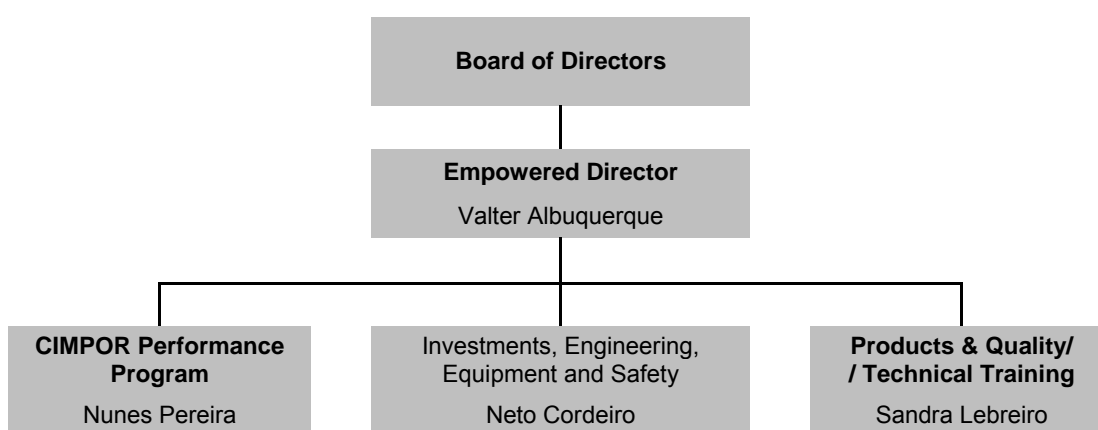 Board of Directors
Empowered Director
Valter Albuquerque
CIMPOR Performance
Program
Nunes Pereira
Investments, Engineering,
Equipment and Safety
Neto Cordeiro
Products & Quality/
/ Technical Training
Sandra Lebreiro